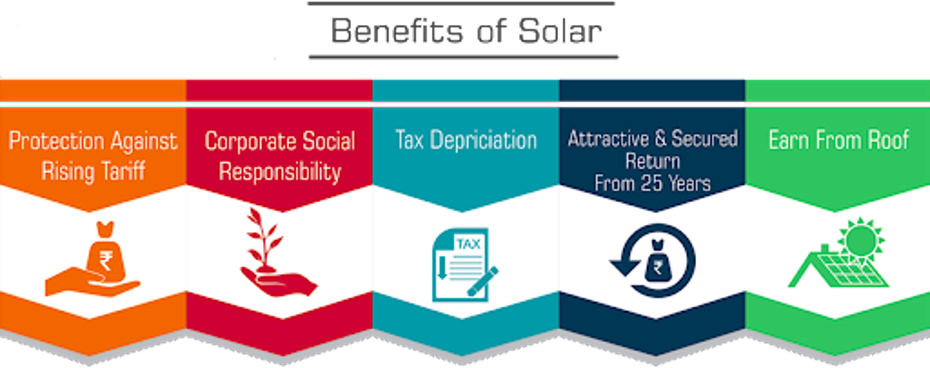 Benefits of Solar
Protection Against
Rising Tariff
Corporate Social
Responsibility
Tax Depriciation
Attractive & Secured
Return
From 25 Years
Earn From Roof
₹
TAX
₹